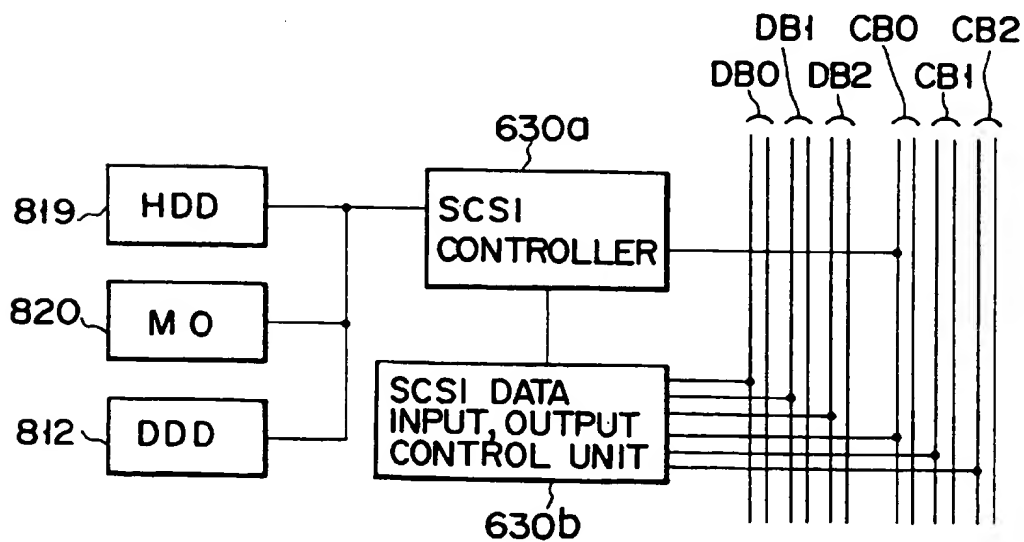 DB1 CB0 CB2
DB0 DB2 CB1
630a
819 HDD
SCSI
CONTROLLER
820 MO
SCSI DATA
INPUT, OUTPUT
CONTROL UNIT
812 DDD
630b